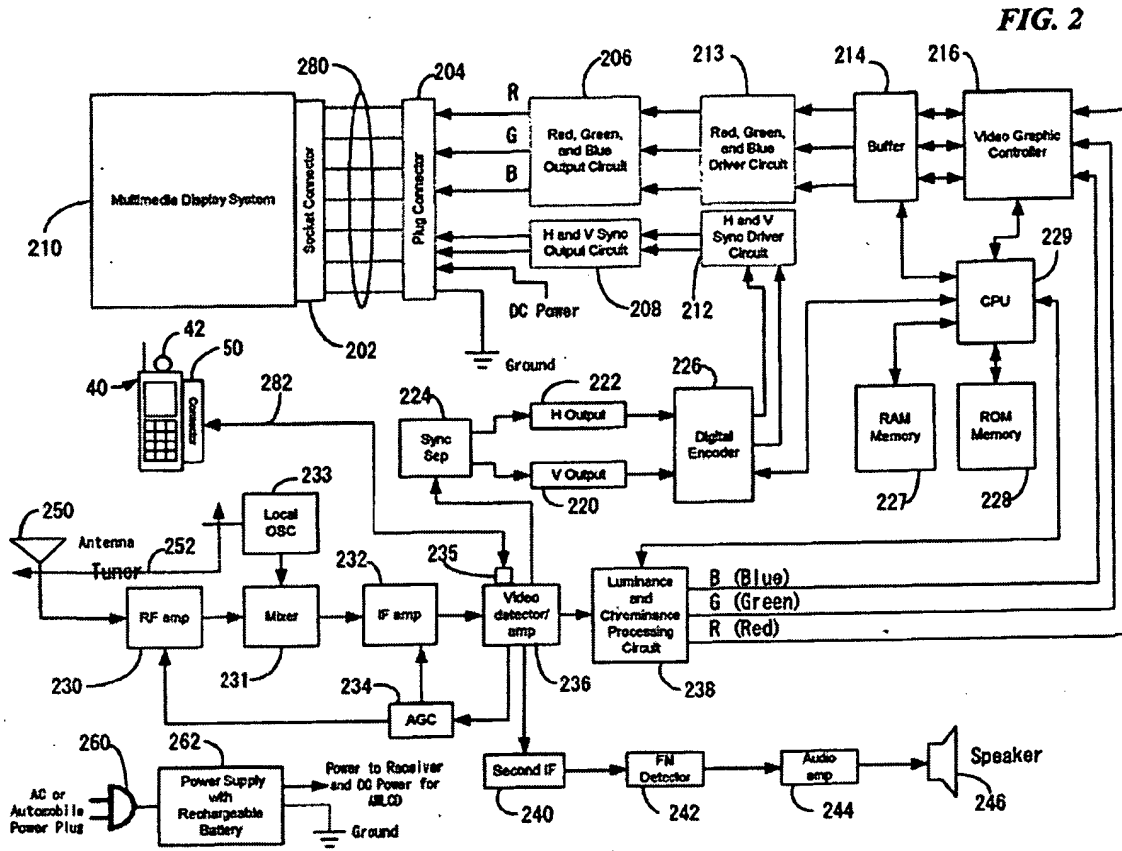 FIG. 2
280
204
206
213
214
216
R
G
B
Multimedia Display System
Socket Connector
Plug Connector
Red, Green,
and Blue
Output Circuit
Red, Green,
and Blue
Driver Circuit
Buffer
Video Graphic
Controller
210
H and V Sync
Output Circuit
H and V
Sync Driver
Circuit
229
CPU
DC Power
208
212
202
Ground
42
50
40
Connector
282
224
222
226
Sync
Sep
H Output
V Output
220
Digital
Encoder
RAM
Memory
ROM
Memory
227
228
233
250
Local
OSC
Antenna
252
Tuner
232
235
RF amp
Mixer
IF amp
Video
detector/
amp
Luminance
and
Chrominance
Processing
Circuit
B (Blue)
G (Green)
R (Red)
230
231
234
236
238
AGC
260
262
AC or
Automobile
Power Plug
Power Supply
with
Rechargeable
Battery
Power to Receiver
and DC Power for
AMLCD
Ground
Second IF
FM
Detector
Audio
amp
Speaker
240
242
244
246